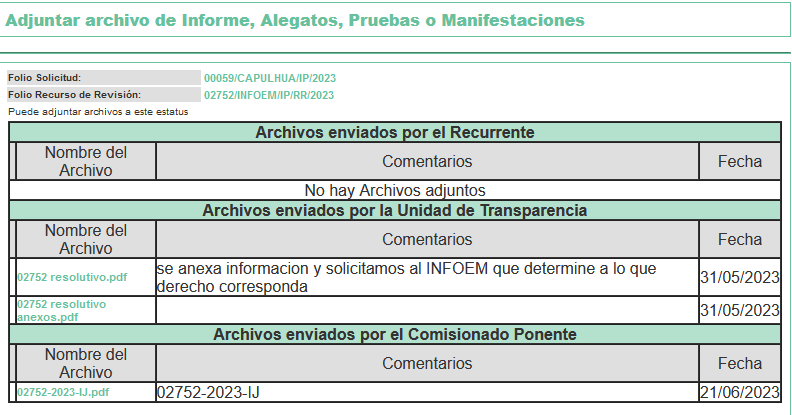 Adjuntar archivo de Informe, Alegatos, Pruebas o Manifestaciones
Folio Solicitud: 00059/CAPULHUA/IP/2023
Folio Recurso de Revisión: 02752/INFOEM/IP/RR/2023
Puede adjuntar archivos a este estatus
Archivos enviados por el Recurrente
Nombre del Archivo Comentarios Fecha
No hay Archivos adjuntos
Archivos enviados por la Unidad de Transparencia
Nombre del Archivo Comentarios Fecha
02752 resolutivo.pdf se anexa informacion y solicitamos al INFOEM que determine a lo que derecho corresponda 31/05/2023
02752 resolutivo anexos.pdf 31/05/2023
Archivos enviados por el Comisionado Ponente
Nombre del Archivo Comentarios Fecha
02752-2023-IJ.pdf 02752-2023-IJ 21/06/2023